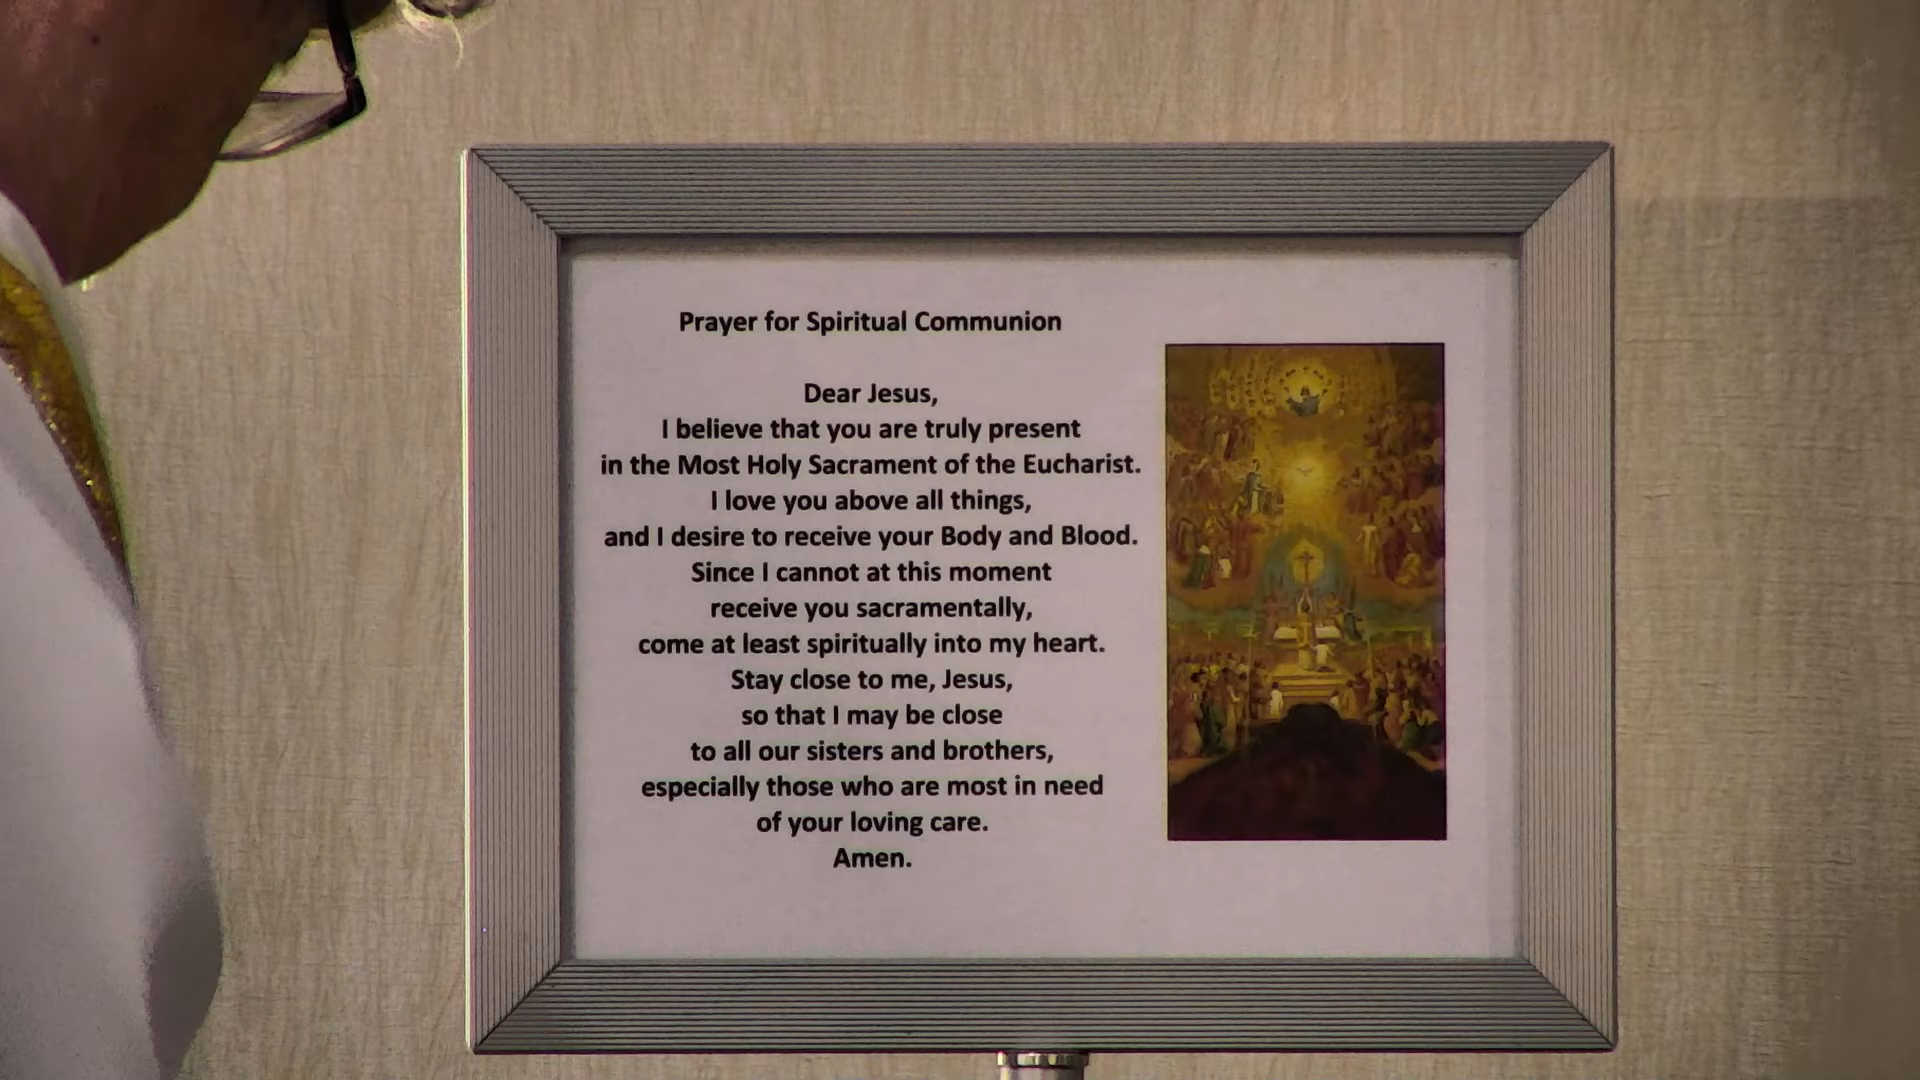 Prayer for Spiritual Communion
Dear Jesus,
I believe that you are truly present
in the Most Holy Sacrament of the Eucharist.
I love you above all things,
and I desire to receive your Body and Blood.
Since I cannot at this moment
receive you sacramentally,
come at least spiritually into my heart.
Stay close to me, Jesus,
so that I may be close
to all our sisters and brothers,
especially those who are most in need
of your loving care.
Amen.